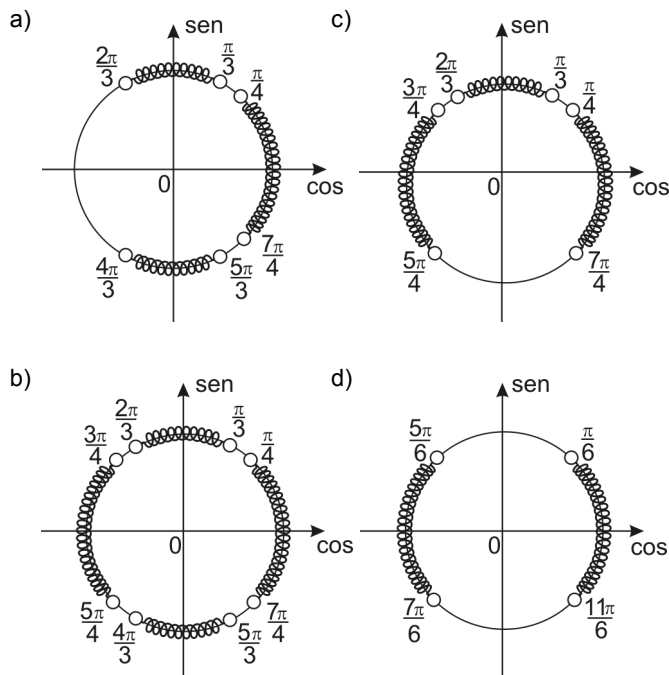 a)
sen
2π/3
π/3
π/4
0
cos
4π/3
5π/3
7π/4
c)
sen
3π/4
2π/3
π/3
π/4
0
cos
5π/4
7π/4
b)
sen
3π/4
2π/3
π/3
π/4
0
cos
5π/4
4π/3
5π/3
7π/4
d)
sen
5π/6
π/6
0
cos
7π/6
11π/6